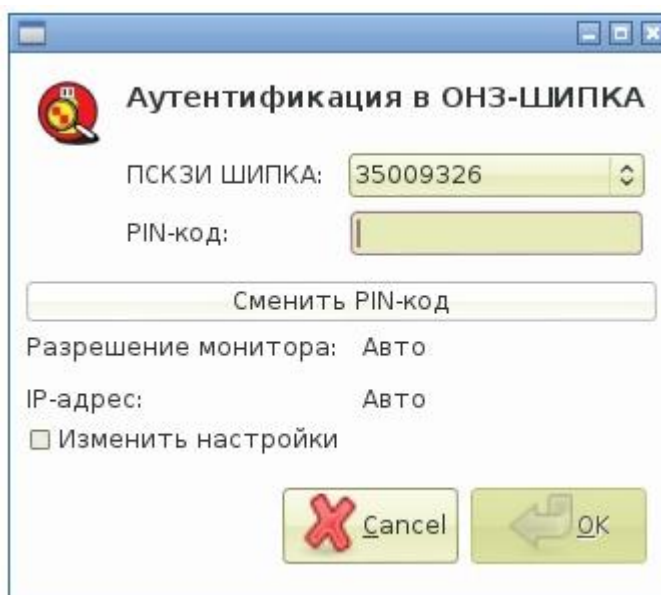 Аутентификация в ОНЗ-ШИПКА
ПСКЗИ ШИПКА: 35009326
PIN-код:
Сменить PIN-код
Разрешение монитора: Авто
IP-адрес: Авто
Изменить настройки
Cancel OK